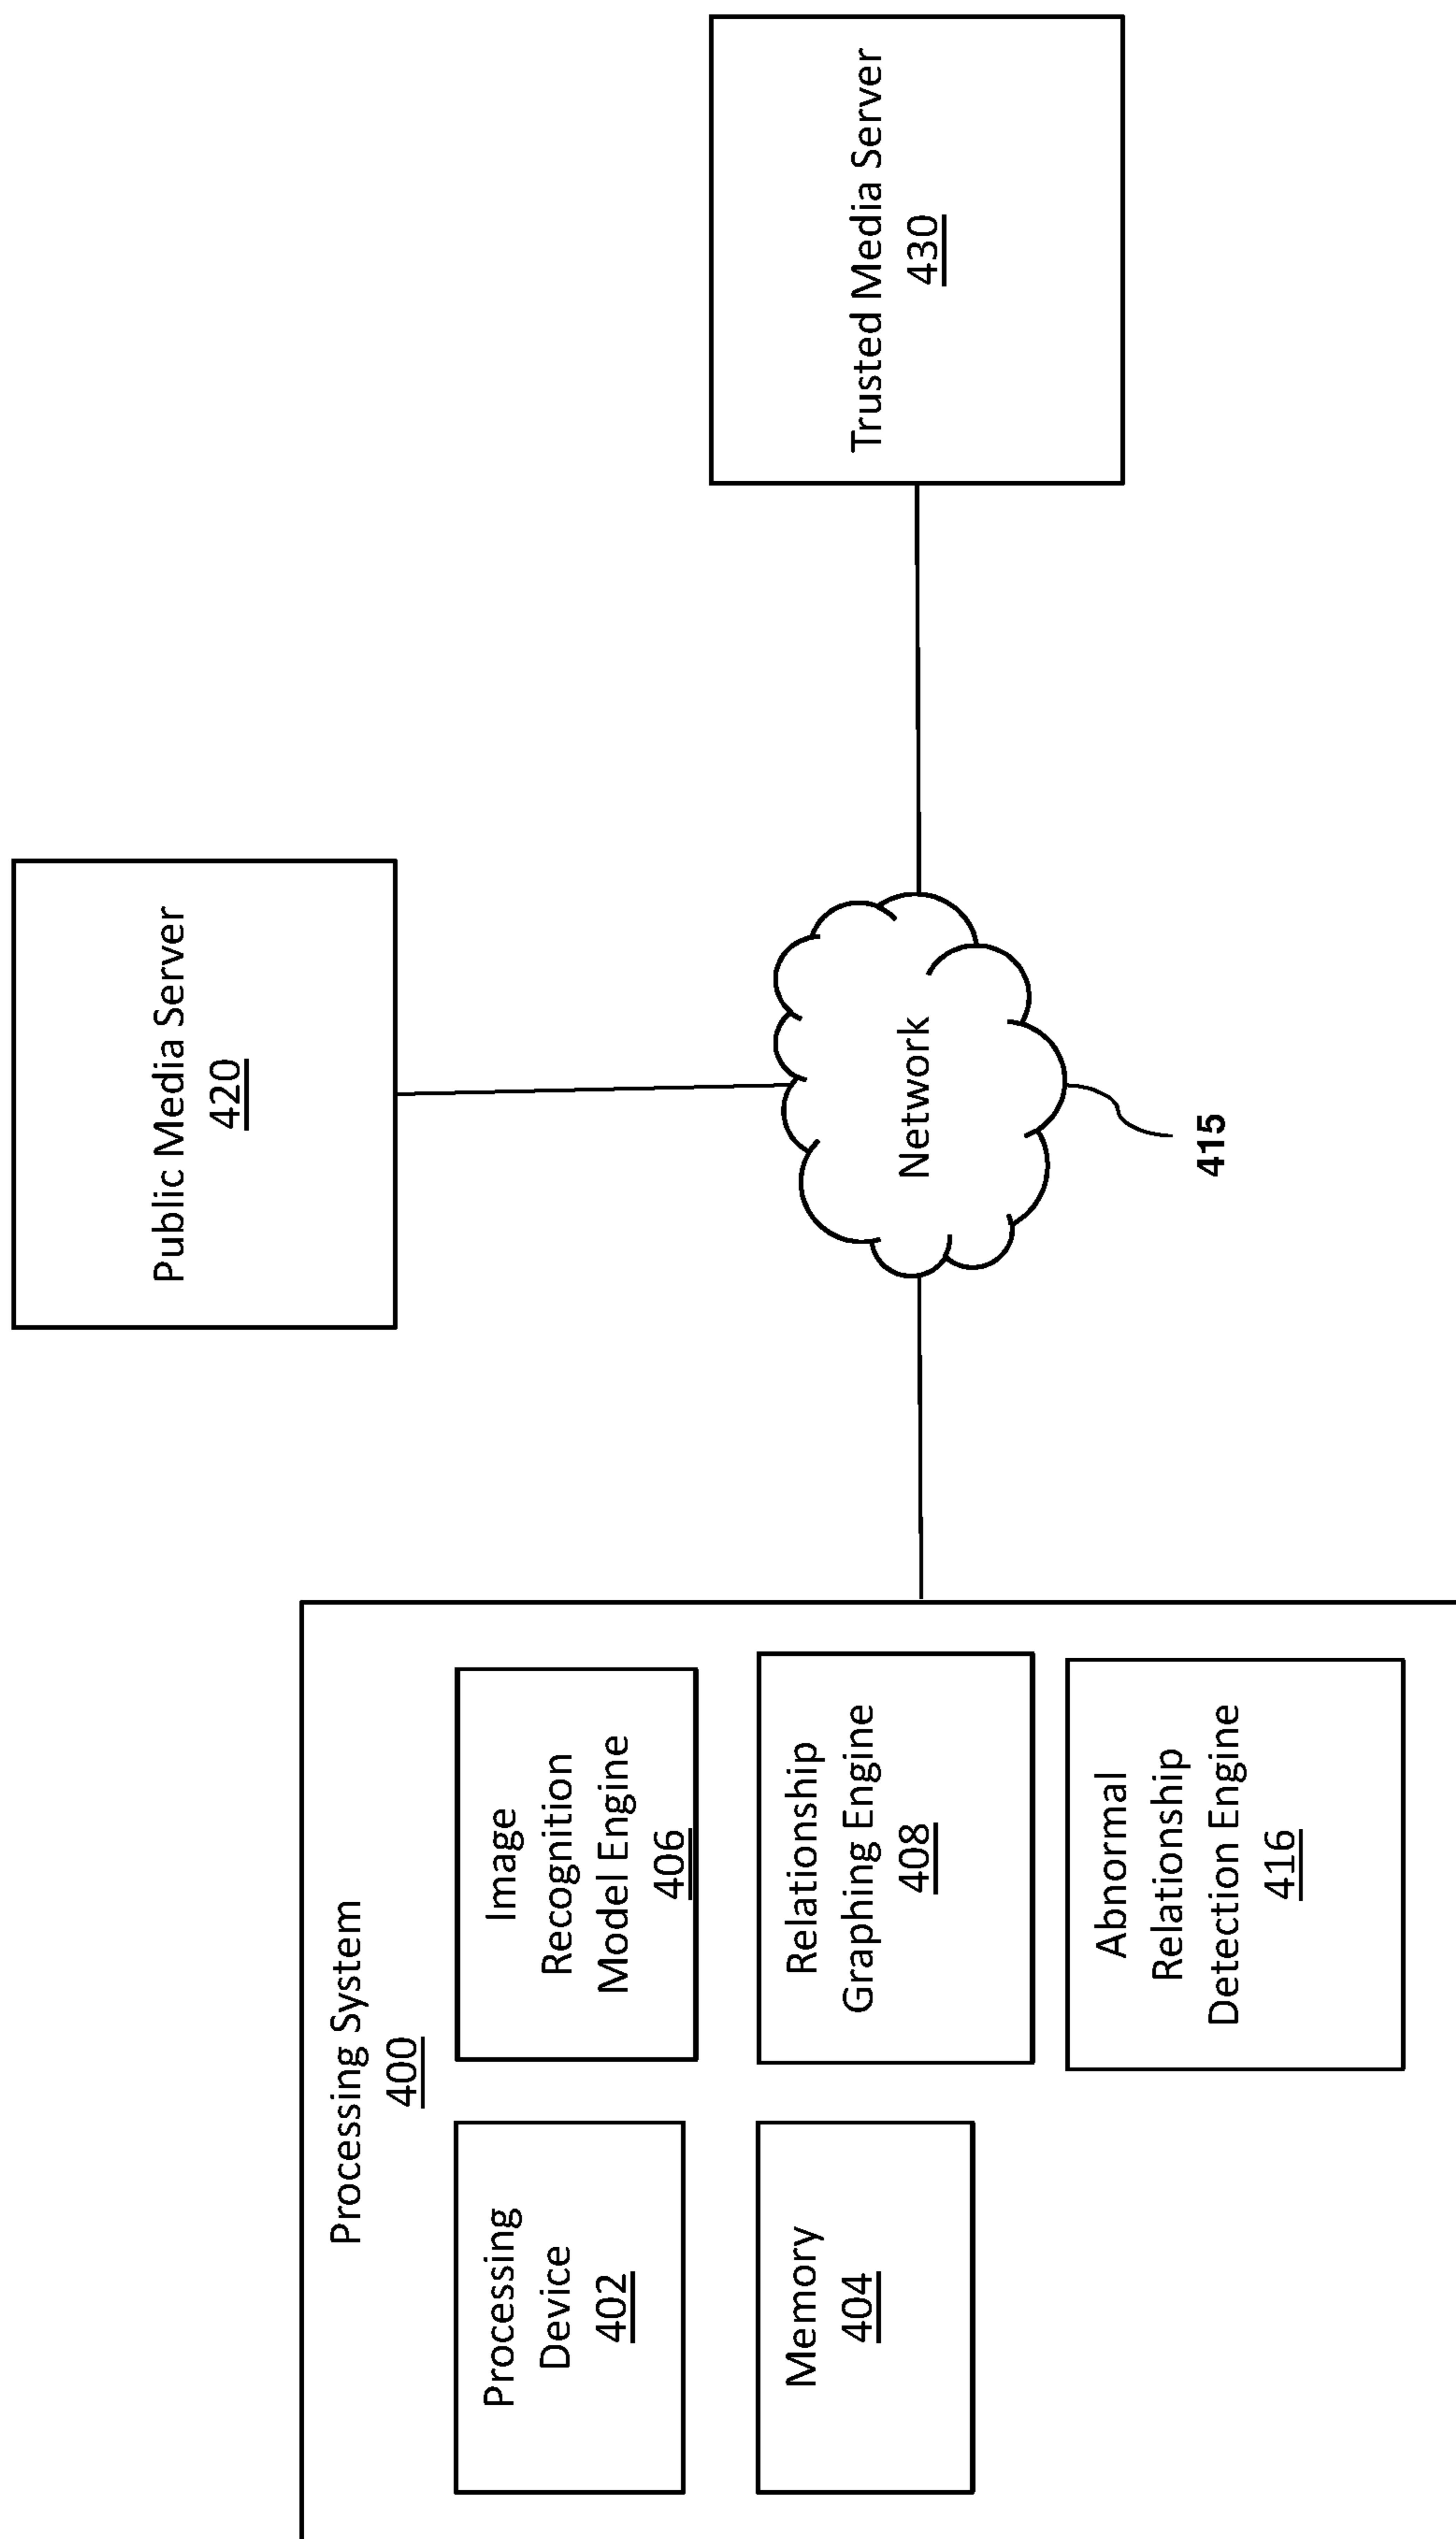 Processing System
400
Processing
Device
402
Image
Recognition
Model Engine
406
Memory
404
Relationship
Graphing Engine
408
Abnormal
Relationship
Detection Engine
416
Public Media Server
420
Network
415
Trusted Media Server
430